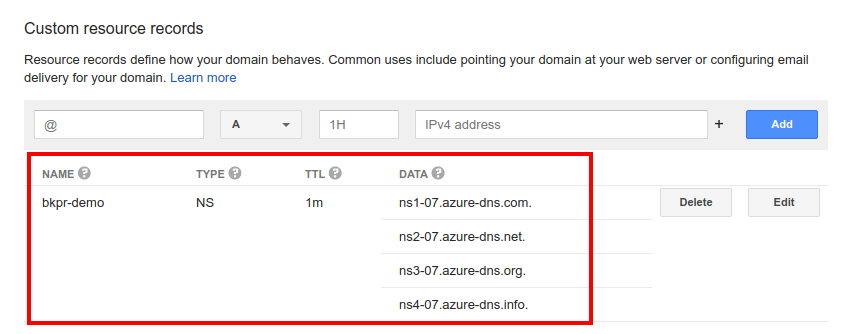 Custom resource records
Resource records define how your domain behaves. Common uses include pointing your domain at your web server or configuring email
delivery for your domain. Learn more
@ A 1H IPv4 address + Add
NAME ? TYPE ? TTL ? DATA ?
bkpr-demo NS 1m ns1-07.azure-dns.com. Delete Edit
ns2-07.azure-dns.net.
ns3-07.azure-dns.org.
ns4-07.azure-dns.info.